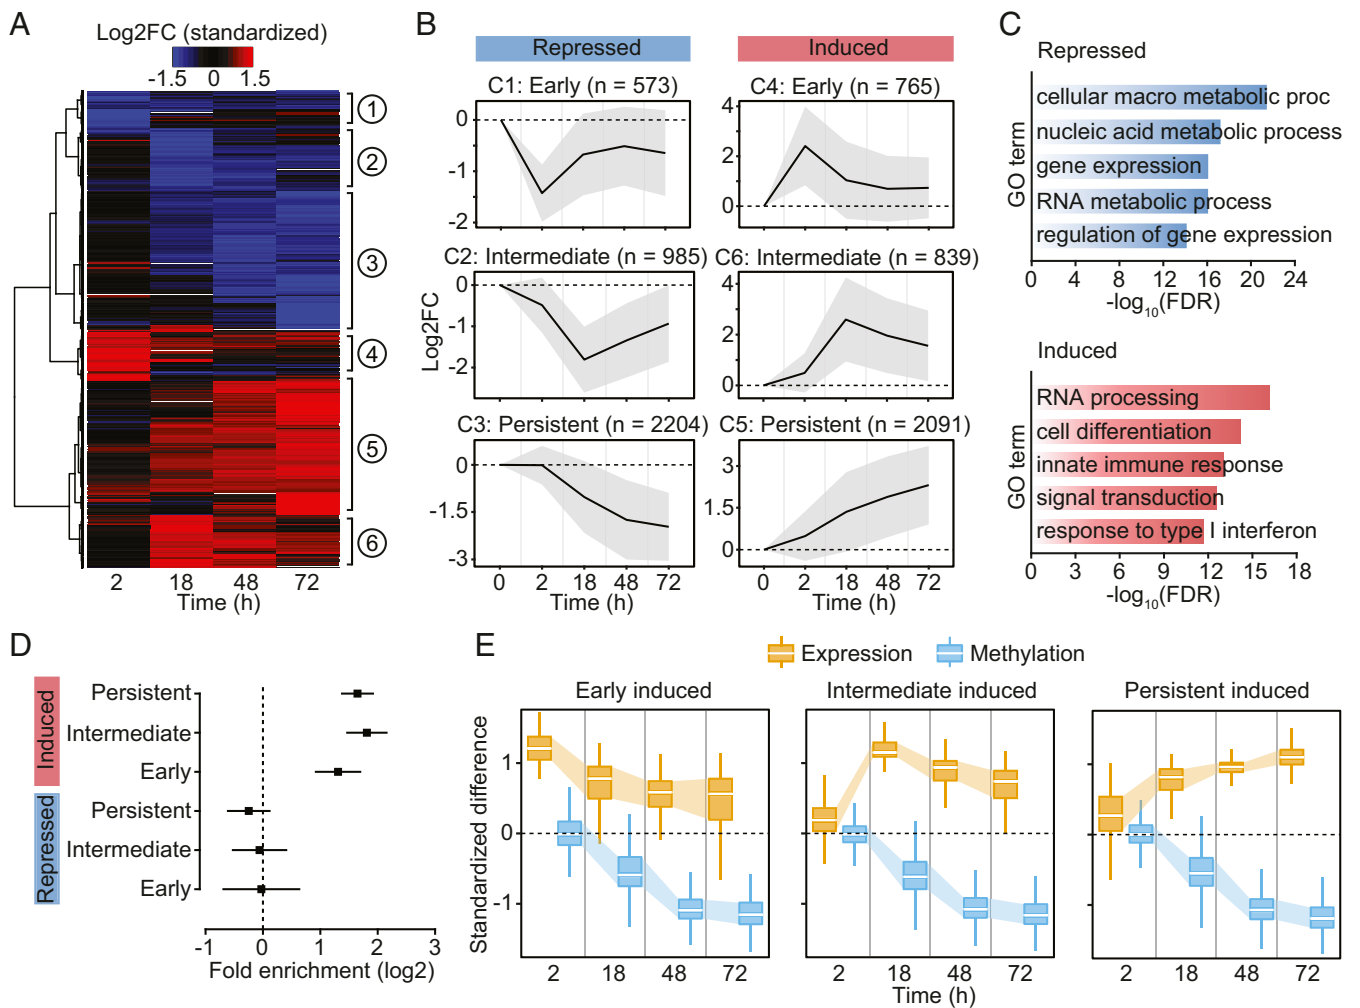 A
Log2FC (standardized)
-1.5 0 1.5
1
2
3
4
5
6
2 18 48 72
Time (h)
B
Repressed Induced
C1: Early (n = 573) C4: Early (n = 765)
0
-1
-2
4
2
0
C2: Intermediate (n = 985) C6: Intermediate (n = 839)
Log2FC
0
-1
-2
4
2
0
C3: Persistent (n = 2204) C5: Persistent (n = 2091)
0
-1.5
-3
3
1.5
0
0 2 18 48 72 0 2 18 48 72
Time (h) Time (h)
C
Repressed
GO term
cellular macro metabolic proc
nucleic acid metabolic process
gene expression
RNA metabolic process
regulation of gene expression
0 4 8 12 16 20 24
-log10(FDR)
Induced
GO term
RNA processing
cell differentiation
innate immune response
signal transduction
response to type I interferon
0 3 6 9 12 15 18
-log10(FDR)
D
Induced
Persistent
Intermediate
Early
Repressed
Persistent
Intermediate
Early
-1 0 1 2 3
Fold enrichment (log2)
E
Expression Methylation
Early induced Intermediate induced Persistent induced
Standardized difference
1
0
-1
2 18 48 72 2 18 48 72 2 18 48 72
Time (h)